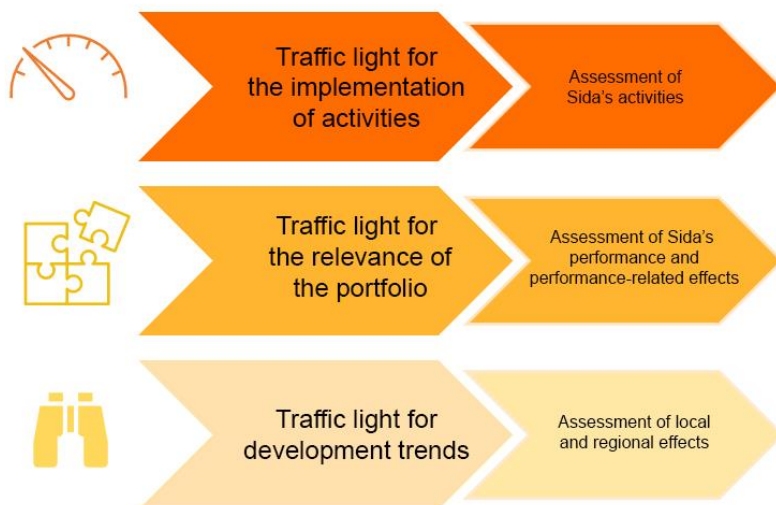 Traffic light for
the implementation
of activities
Assessment of
Sida's activities
Traffic light for
the relevance of
the portfolio
Assessment of Sida's
performance and
performance-related effects
Traffic light for
development trends
Assessment of local
and regional effects